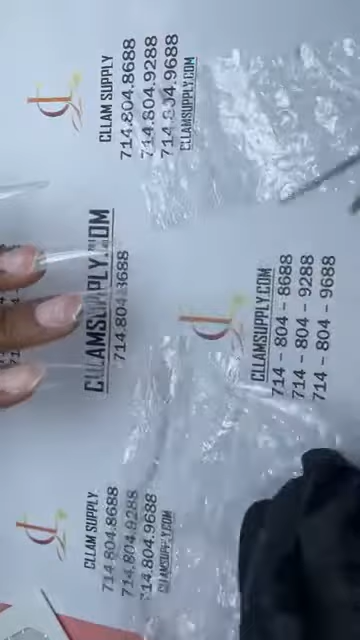 CLLAM SUPPLY
714.804.8688
714.804.9288
714.804.9688
CLLAMSUPPLY.COM
CLLAMSUPPLY.COM
714.804.8688
CLLAMSUPPLY.COM
714 - 804 - 8688
714 - 804 - 9288
714 - 804 - 9688
CLLAM SUPPLY
714.804.8688
714.804.9288
714.804.9688
CLLAMSUPPLY.COM